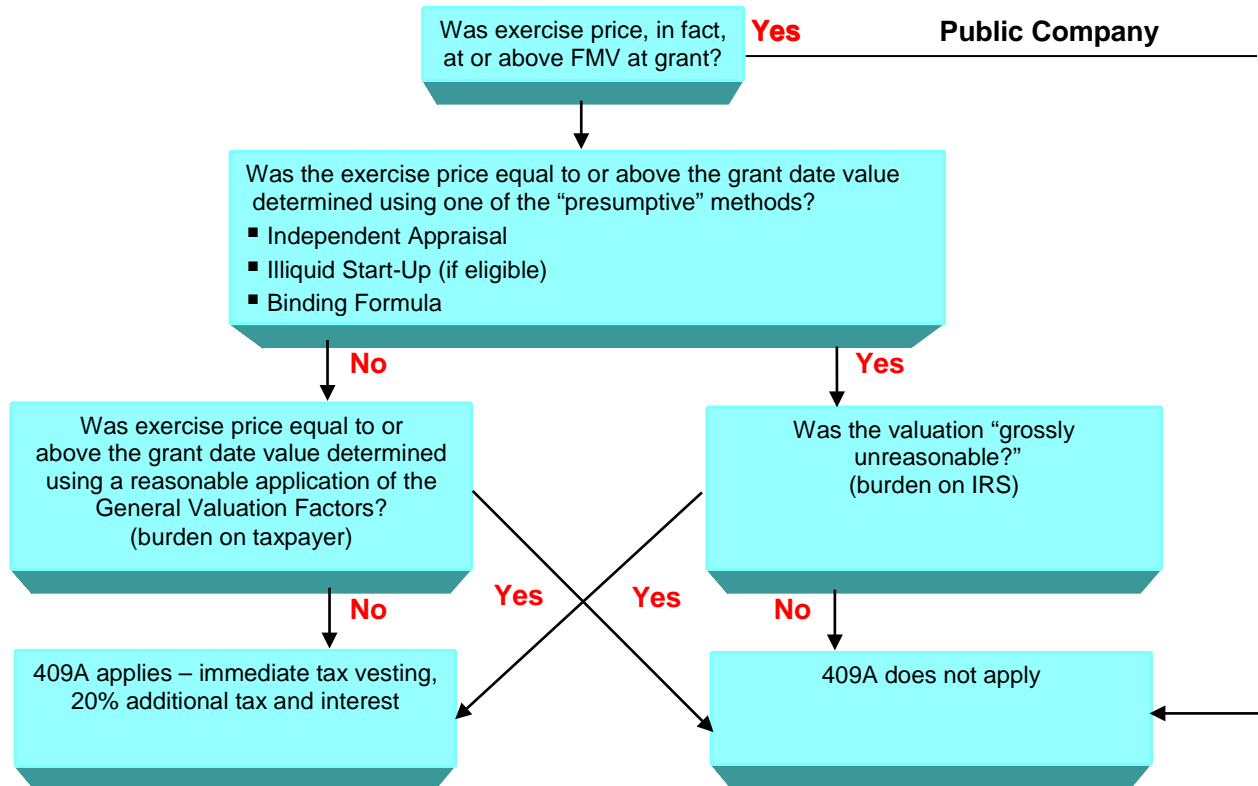 Was exercise price, in fact,
at or above FMV at grant?
Yes
Public Company
Was the exercise price equal to or above the grant date value
determined using one of the “presumptive” methods?
▪ Independent Appraisal
▪ Illiquid Start-Up (if eligible)
▪ Binding Formula
No
Yes
Was exercise price equal to or
above the grant date value determined
using a reasonable application of the
General Valuation Factors?
(burden on taxpayer)
Was the valuation “grossly
unreasonable?”
(burden on IRS)
No
Yes
Yes
No
409A applies – immediate tax vesting,
20% additional tax and interest
409A does not apply